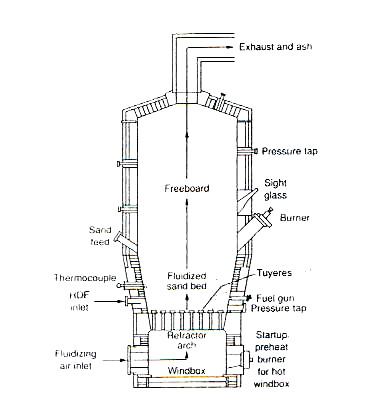 Exhaust and ash
Pressure tap
Freeboard
Sight
glass
Burner
Sand
feed
Fluidized
sand bed
Tuyeres
Thermocouple
RDF
inlet
Fuel gun
Pressure tap
Refractor
arch
Startup
preheat
burner
for hot
windbox
Fluidizing
air inlet
Windbox